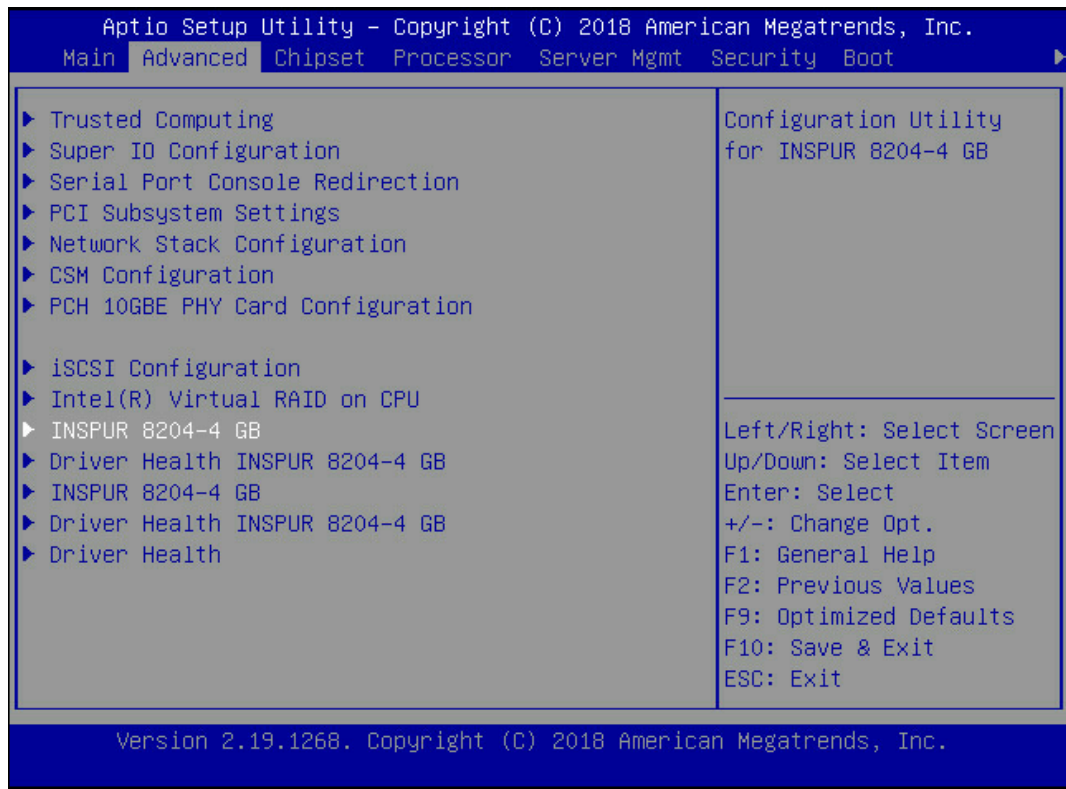 Aptio Setup Utility – Copyright (C) 2018 American Megatrends, Inc.
Main Advanced Chipset Processor Server Mgmt Security Boot
Trusted Computing
Super IO Configuration
Serial Port Console Redirection
PCI Subsystem Settings
Network Stack Configuration
CSM Configuration
PCH 10GBE PHY Card Configuration
iSCSI Configuration
Intel(R) Virtual RAID on CPU
INSPUR 8204-4 GB
Driver Health INSPUR 8204-4 GB
INSPUR 8204-4 GB
Driver Health INSPUR 8204-4 GB
Driver Health
Configuration Utility
for INSPUR 8204-4 GB
Left/Right: Select Screen
Up/Down: Select Item
Enter: Select
+/-: Change Opt.
F1: General Help
F2: Previous Values
F9: Optimized Defaults
F10: Save & Exit
ESC: Exit
Version 2.19.1268. Copyright (C) 2018 American Megatrends, Inc.